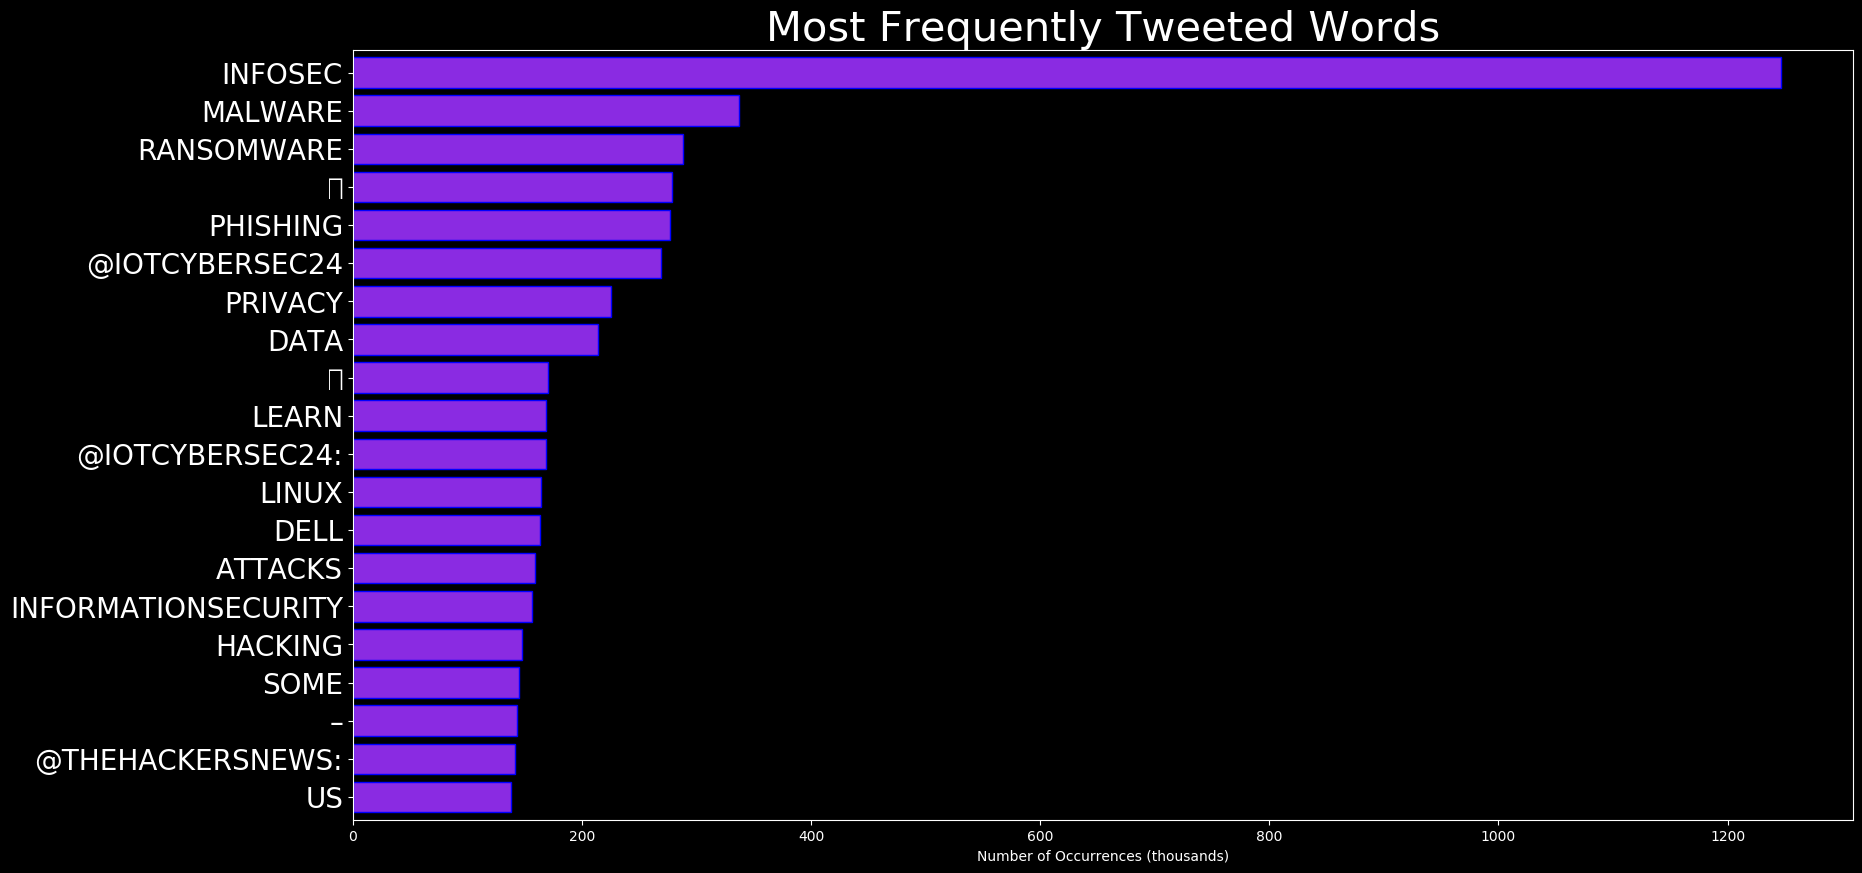 Most Frequently Tweeted Words
INFOSEC
MALWARE
RANSOMWARE
PHISHING
@IOTCYBERSEC24
PRIVACY
DATA
LEARN
@IOTCYBERSEC24:
LINUX
DELL
ATTACKS
INFORMATIONSECURITY
HACKING
SOME
–
@THEHACKERSNEWS:
US
0 200 400 600 800 1000 1200
Number of Occurrences (thousands)